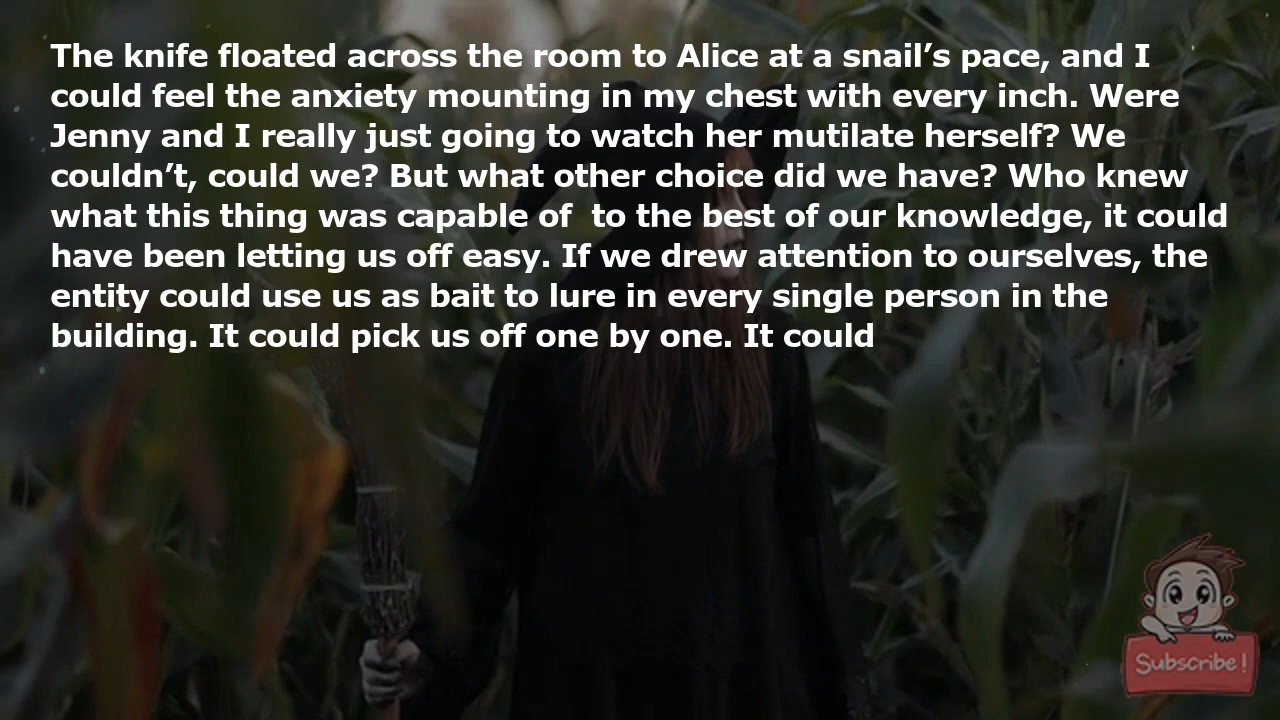 The knife floated across the room to Alice at a snail’s pace, and I
could feel the anxiety mounting in my chest with every inch. Were
Jenny and I really just going to watch her mutilate herself? We
couldn’t, could we? But what other choice did we have? Who knew
what this thing was capable of  to the best of our knowledge, it could
have been letting us off easy. If we drew attention to ourselves, the
entity could use us as bait to lure in every single person in the
building. It could pick us off one by one. It could
Subscribe!